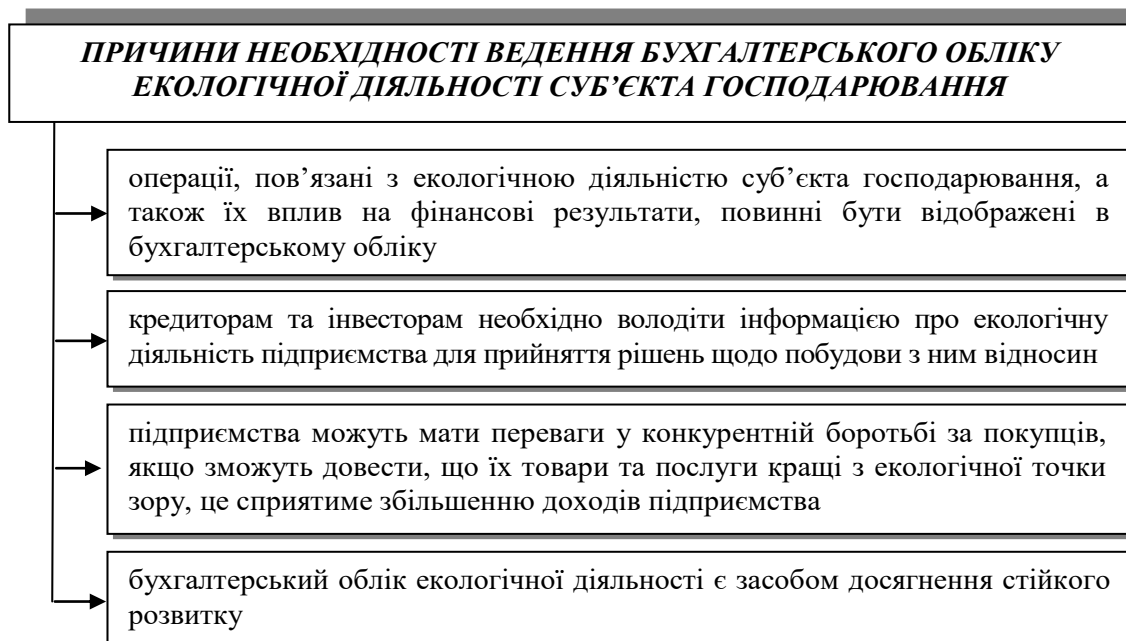 ПРИЧИНИ НЕОБХІДНОСТІ ВЕДЕННЯ БУХГАЛТЕРСЬКОГО ОБЛІКУ
ЕКОЛОГІЧНОЇ ДІЯЛЬНОСТІ СУБ’ЄКТА ГОСПОДАРЮВАННЯ
операції, пов’язані з екологічною діяльністю суб’єкта господарювання, а
також їх вплив на фінансові результати, повинні бути відображені в
бухгалтерському обліку
кредиторам та інвесторам необхідно володіти інформацією про екологічну
діяльність підприємства для прийняття рішень щодо побудови з ним відносин
підприємства можуть мати переваги у конкурентній боротьбі за покупців,
якщо зможуть довести, що їх товари та послуги кращі з екологічної точки
зору, це сприятиме збільшенню доходів підприємства
бухгалтерський облік екологічної діяльності є засобом досягнення стійкого
розвитку